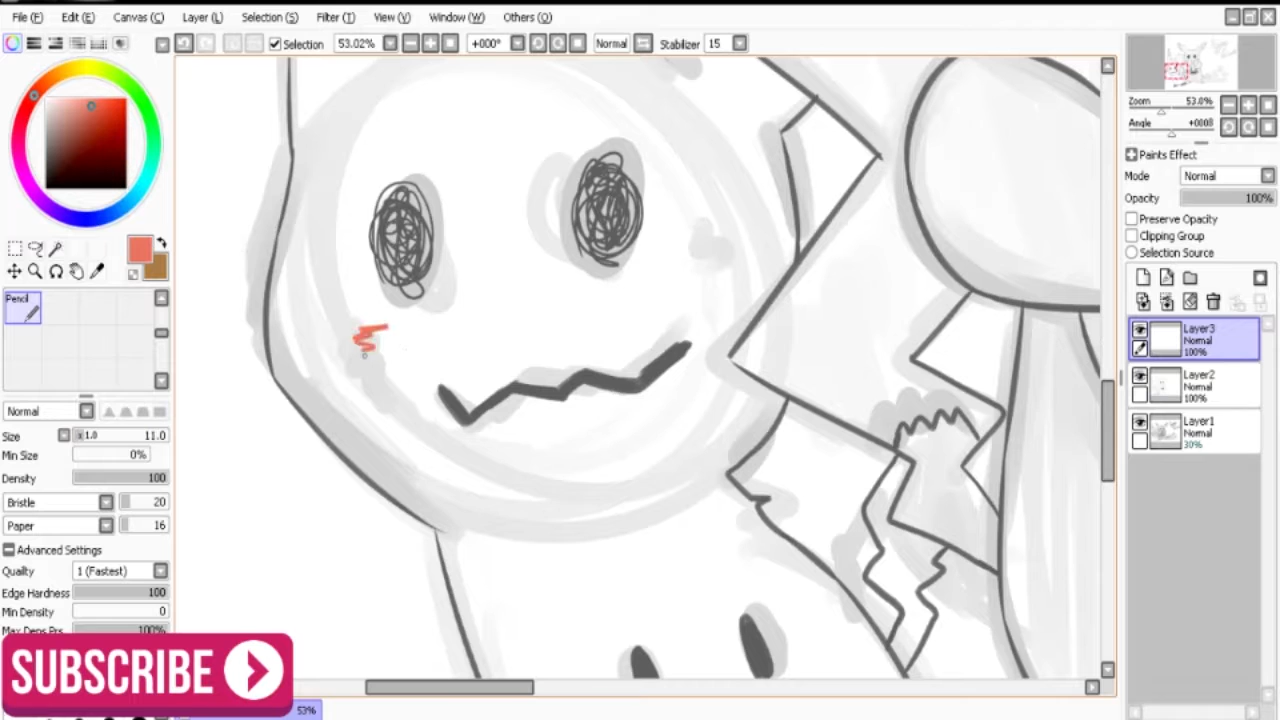 File (F) Edit (E) Canvas (C) Layer (L) Selection (S) Filter (T) View (V) Window (W) Others (O)
Selection 53.02% +000° Normal Stabilizer 15
Zoom 53.0%
Angle +0008
Paints Effect
Mode Normal
Opacity 100%
Preserve Opacity
Clipping Group
Selection Source
Pencil
Layer3
Normal
100%
Layer2
Normal
100%
Layer1
Normal
30%
Normal
Size x 1.0 11.0
Min Size 0%
Density 100
Bristle 20
Paper 16
Advanced Settings
Quailty 1 (Fastest)
Edge Hardness 100
Min Density 0
Max Dens Prs. 100%
SUBSCRIBE
53%